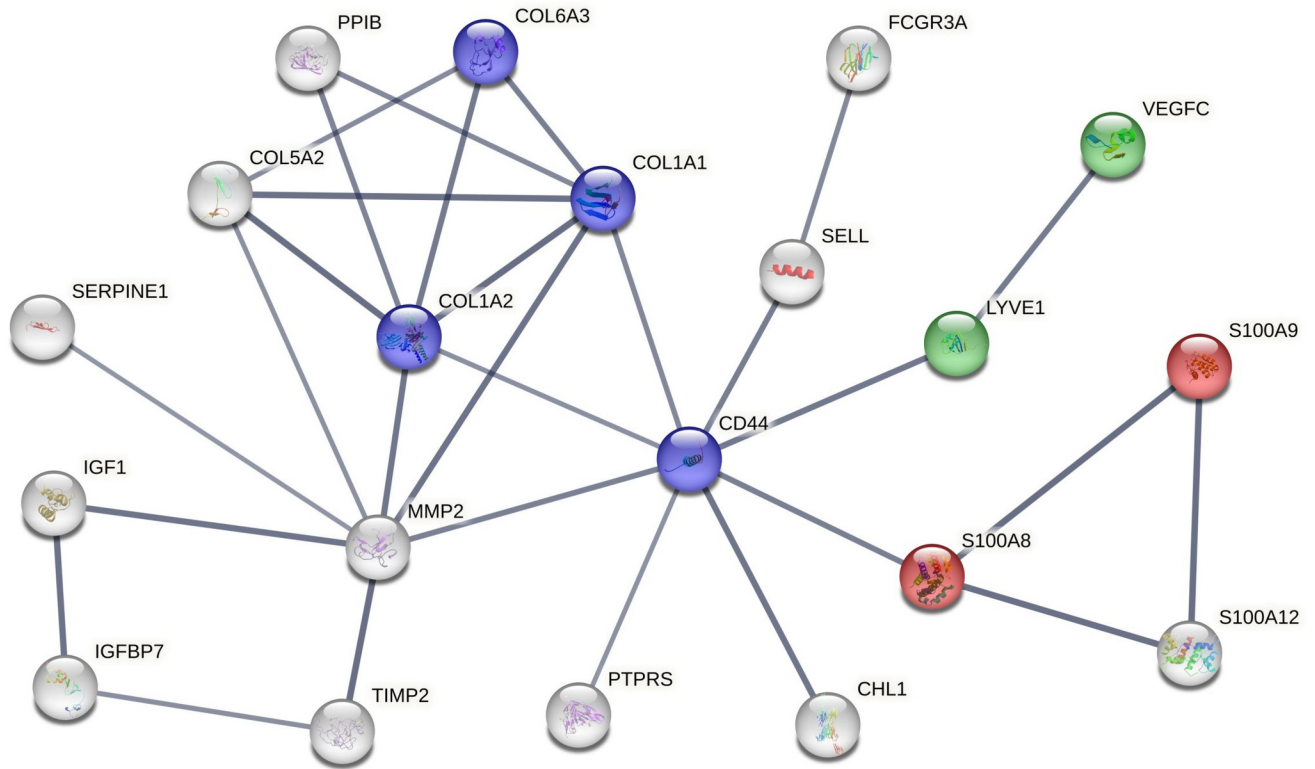 PPIB
COL6A3
FCGR3A
VEGFC
COL5A2
COL1A1
SELL
SERPINE1
COL1A2
LYVE1
S100A9
CD44
IGF1
MMP2
S100A8
S100A12
IGFBP7
TIMP2
PTPRS
CHL1